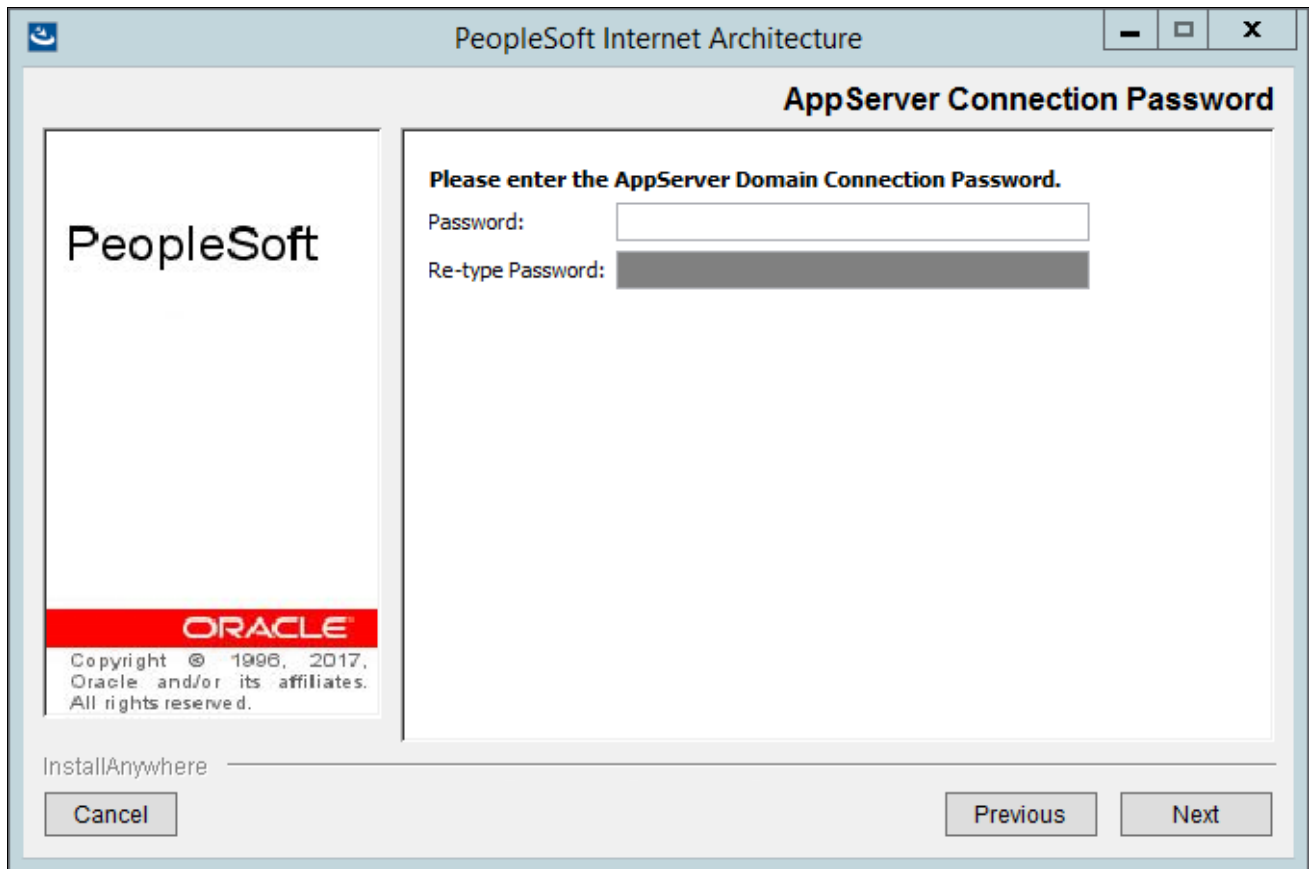 PeopleSoft Internet Architecture
AppServer Connection Password
PeopleSoft
ORACLE
Copyright © 1996, 2017,
Oracle and/or its affiliates.
All rights reserved.
Please enter the AppServer Domain Connection Password.
Password:
Re-type Password:
InstallAnywhere
Cancel
Previous
Next